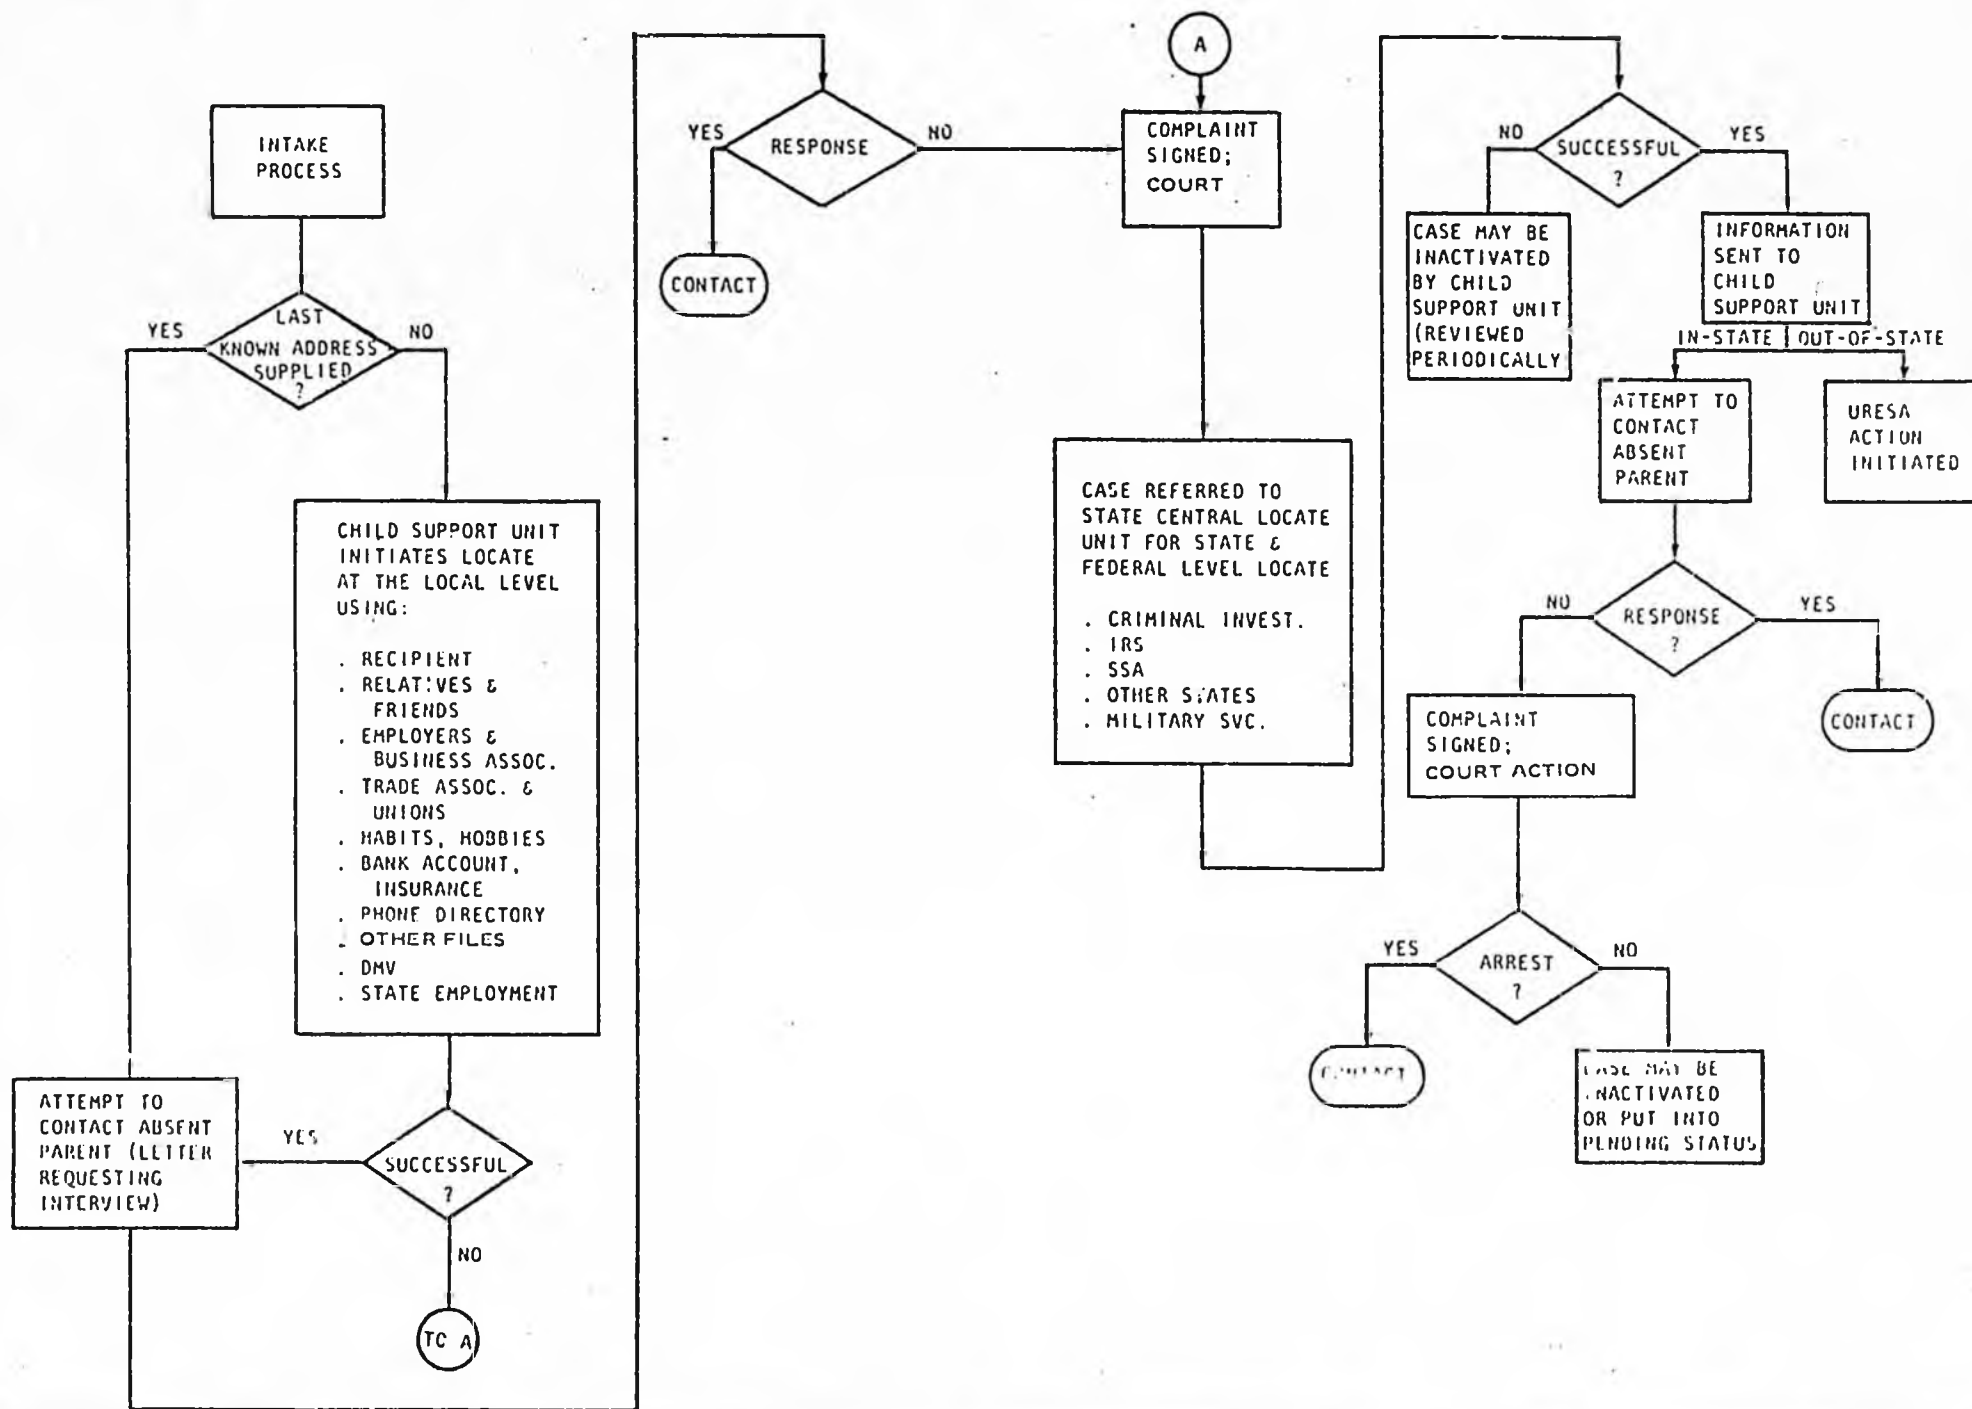 INTAKE
PROCESS
YES
LAST
KNOWN ADDRESS
SUPPLIED
?
NO
CHILD SUPPORT UNIT
INITIATES LOCATE
AT THE LOCAL LEVEL
USING:
. RECIPIENT
. RELATIVES &
FRIENDS
. EMPLOYERS &
BUSINESS ASSOC.
. TRADE ASSOC. &
UNIONS
. HABITS, HOBBIES
. BANK ACCOUNT,
INSURANCE
. PHONE DIRECTORY
. OTHER FILES
. DMV
. STATE EMPLOYMENT
ATTEMPT TO
CONTACT ABSENT
PARENT (LETTER
REQUESTING
INTERVIEW)
YES
SUCCESSFUL
?
NO
TO A
YES
RESPONSE
NO
CONTACT
A
COMPLAINT
SIGNED;
COURT
CASE REFERRED TO
STATE CENTRAL LOCATE
UNIT FOR STATE &
FEDERAL LEVEL LOCATE
. CRIMINAL INVEST.
. IRS
. SSA
. OTHER STATES
. MILITARY SVC.
NO
SUCCESSFUL
?
YES
CASE MAY BE
INACTIVATED
BY CHILD
SUPPORT UNIT
(REVIEWED
PERIODICALLY
INFORMATION
SENT TO
CHILD
SUPPORT UNIT
IN-STATE
OUT-OF-STATE
ATTEMPT TO
CONTACT
ABSENT
PARENT
URESA
ACTION
INITIATED
NO
RESPONSE
?
YES
CONTACT
COMPLAINT
SIGNED;
COURT ACTION
YES
ARREST
?
NO
CONTACT
CASE MAY BE
INACTIVATED
OR PUT INTO
PENDING STATUS